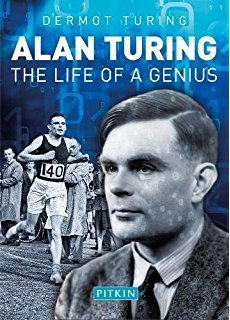 DERMOT TURING
ALAN TURING
THE LIFE OF A GENIUS
140
PITKIN